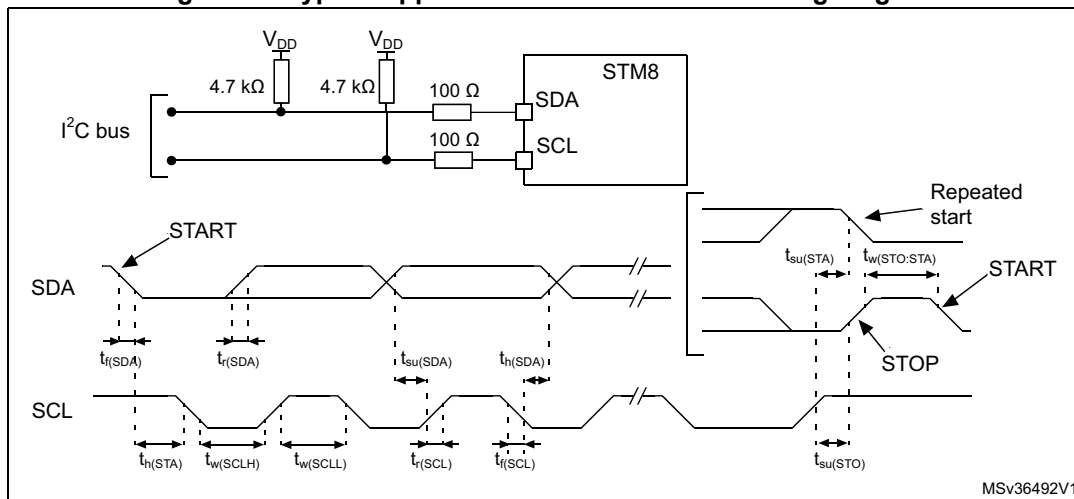 V_DD V_DD
STM8
4.7 kΩ 4.7 kΩ 100 Ω
SDA
I²C bus
100 Ω
SCL
Repeated
start
START
t_su(STA) t_w(STO:STA)
START
SDA
t_f(SDA) t_r(SDA) t_su(SDA) t_h(SDA)
STOP
SCL
t_h(STA) t_w(SCLH) t_w(SCLL) t_r(SCL) t_f(SCL) t_su(STO)
MSv36492V1